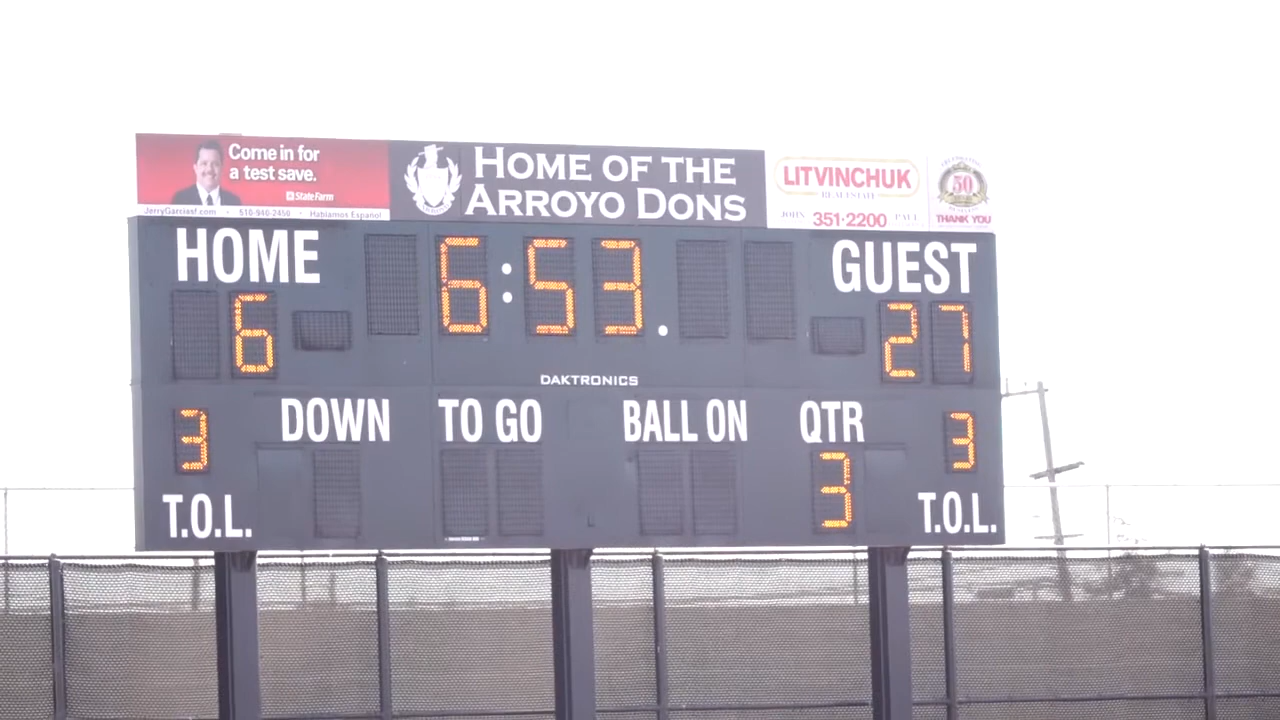 Come in for
a test save.
State Farm
JerryGarciasf.com • 510-940-2456 • Hablamos Español
HOME OF THE
ARROYO DONS
LITVINCHUK
REAL ESTATE
JOHN 351-2200 PAUL
50
THANK YOU
HOME 6:53. GUEST
6 27
DAKTRONICS
DOWN TO GO BALL ON QTR
3 3 3
T.O.L. T.O.L.